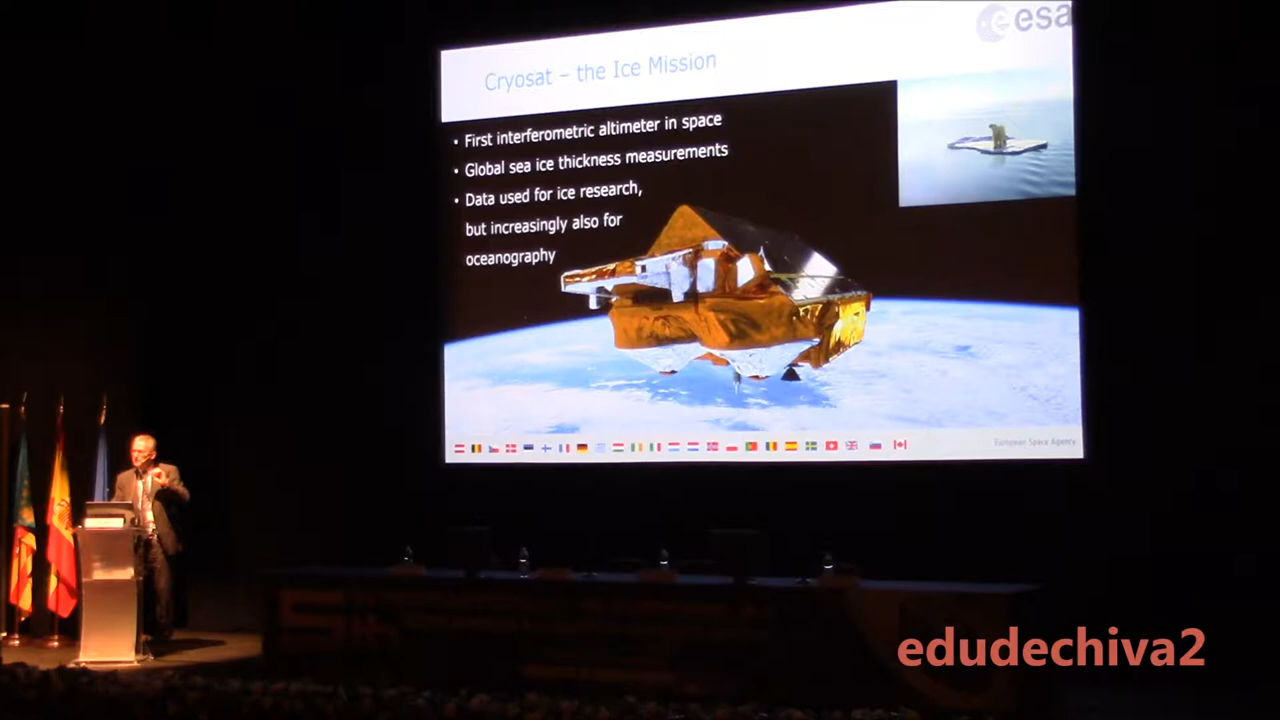 esa
Cryosat – the Ice Mission
• First interferometric altimeter in space
• Global sea ice thickness measurements
• Data used for ice research,
but increasingly also for
oceanography
European Space Agency
edudechiva2